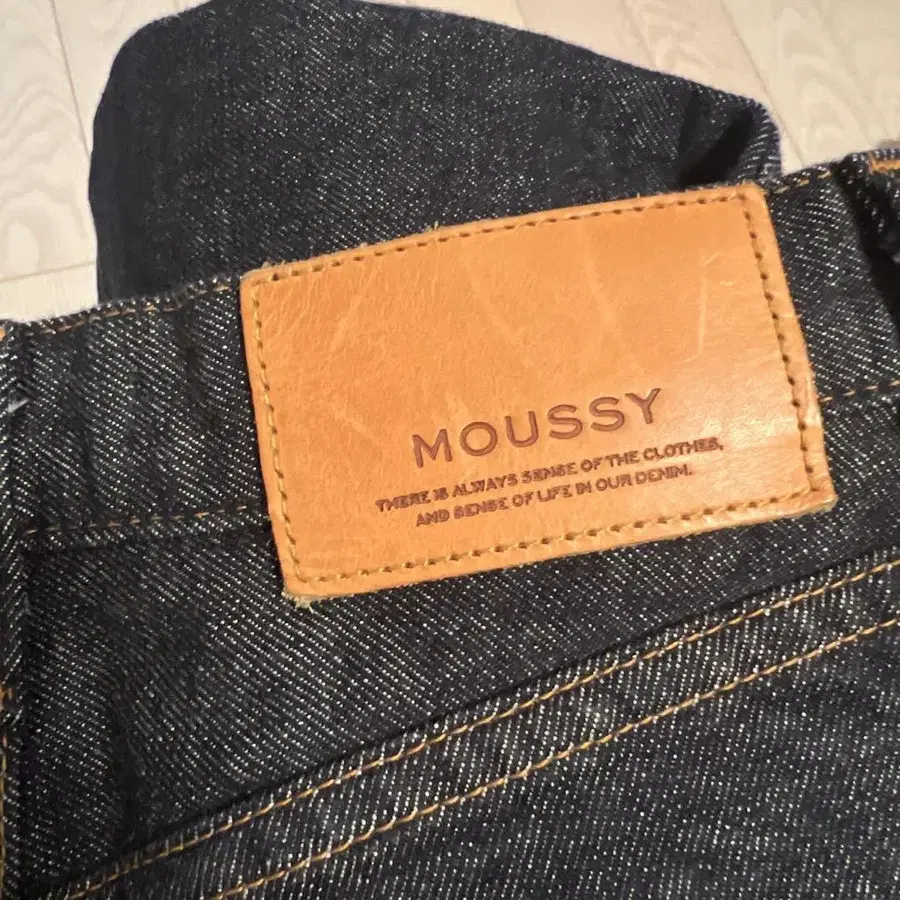 MOUSSY
THERE IS ALWAYS SENSE OF THE CLOTHES,
AND SENSE OF LIFE IN OUR DENIM.